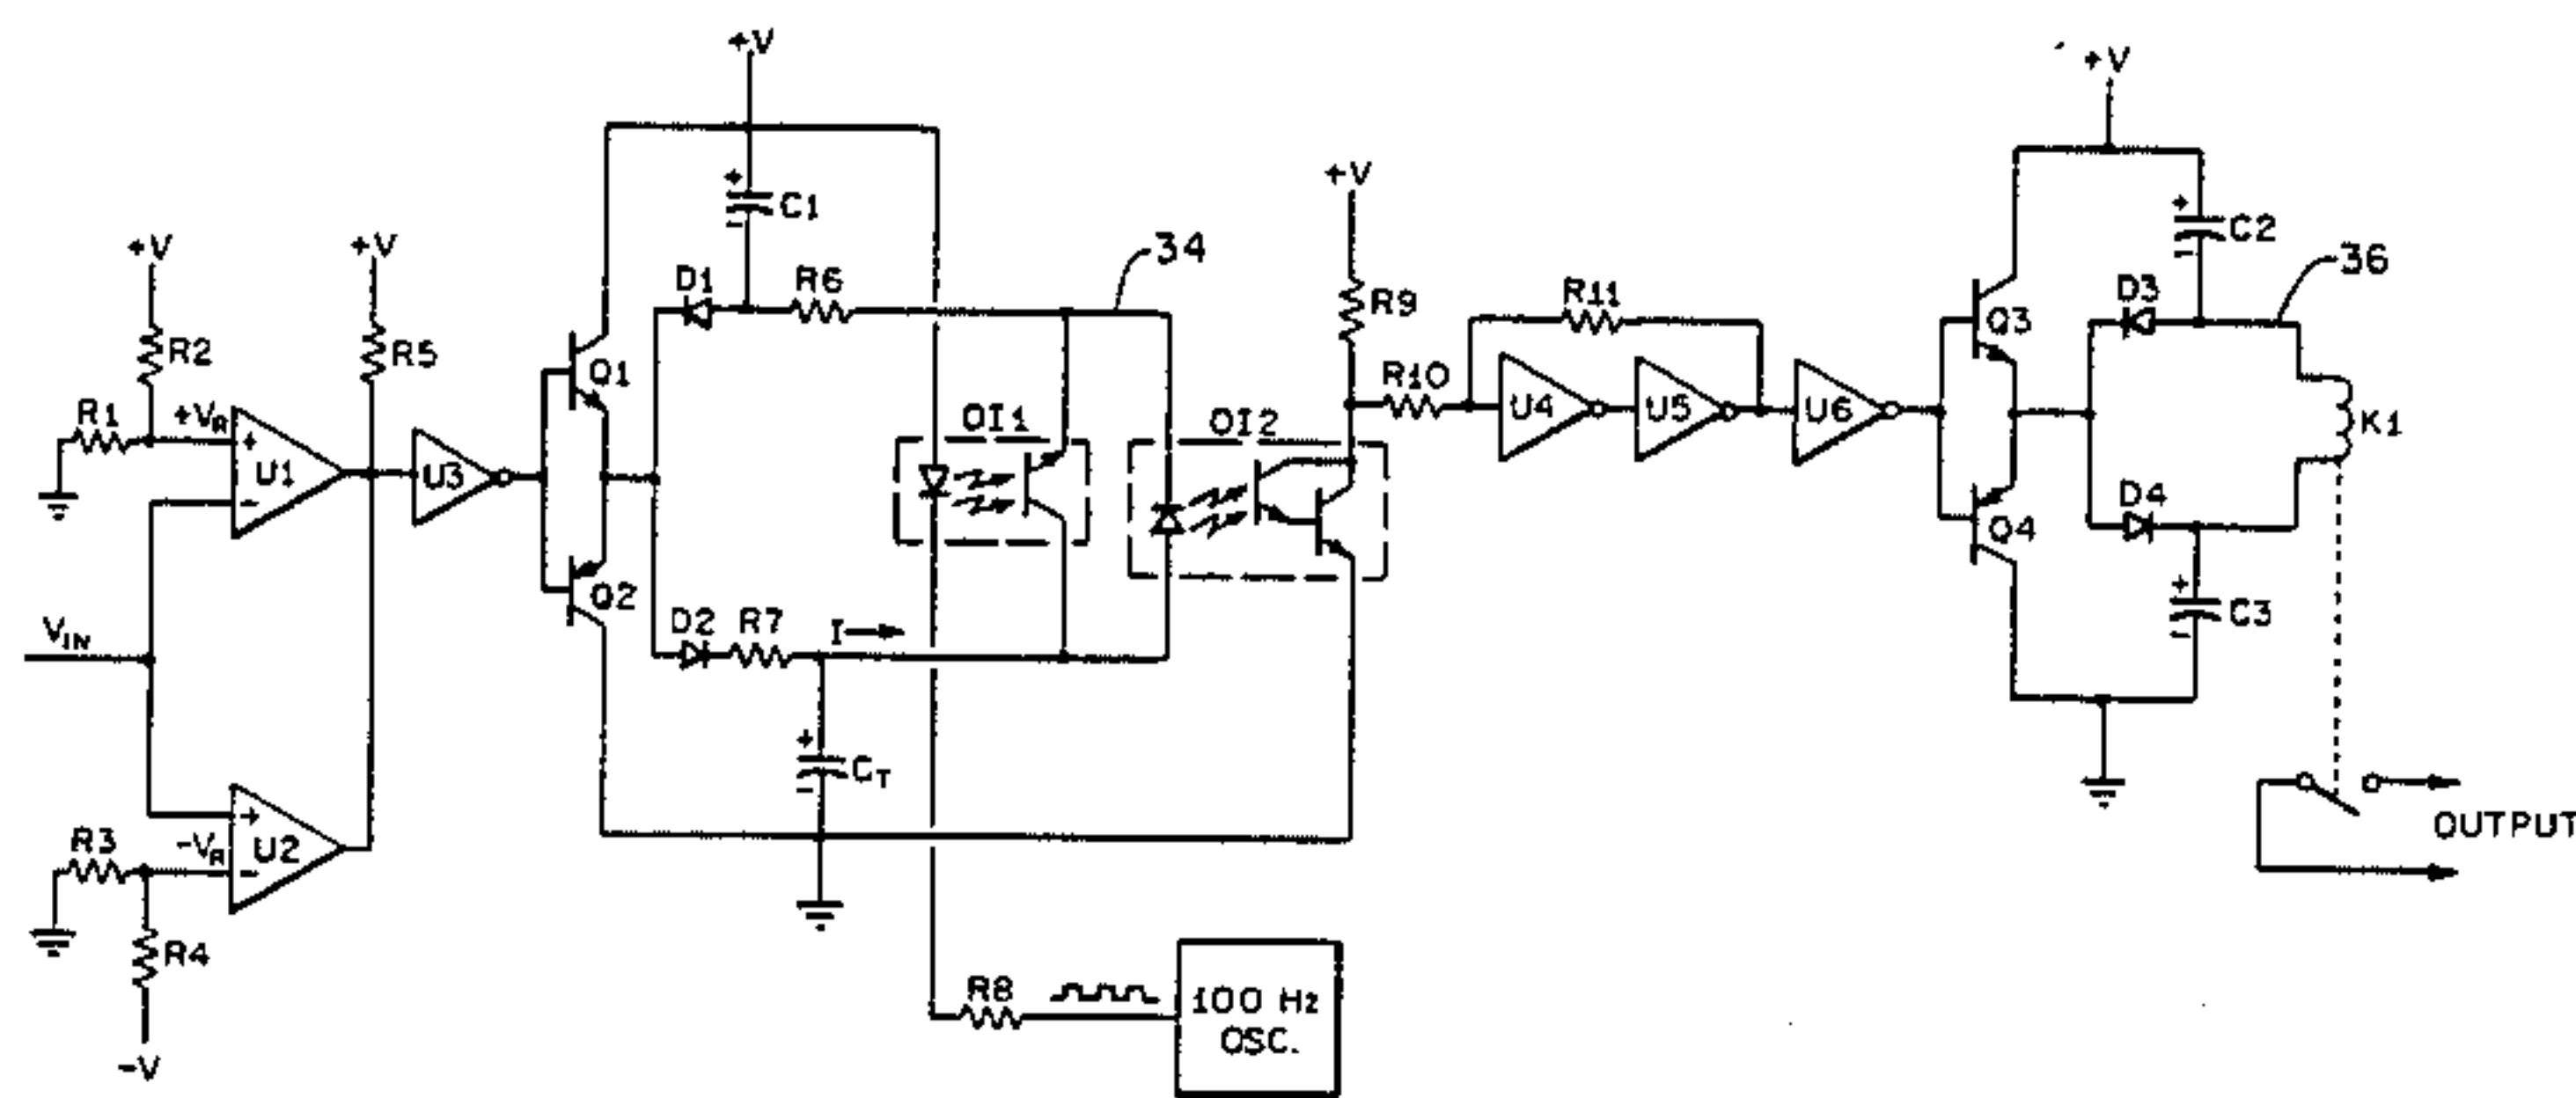 +V
+V
+V
C1
34
C2
36
+V
+V
D1
R6
R9
R11
D3
R2
R5
Q1
Q3
R1
+VR
+
U1
-
U3
OI1
OI2
R10
U4
U5
U6
K1
D4
Q4
Q2
D2
R7
I
VIN
C3
CT
+
U2
-
R3
-VR
R4
-V
R8
100 Hz
OSC.
OUTPUT
+
-
+
-
+
-
+
-
+V